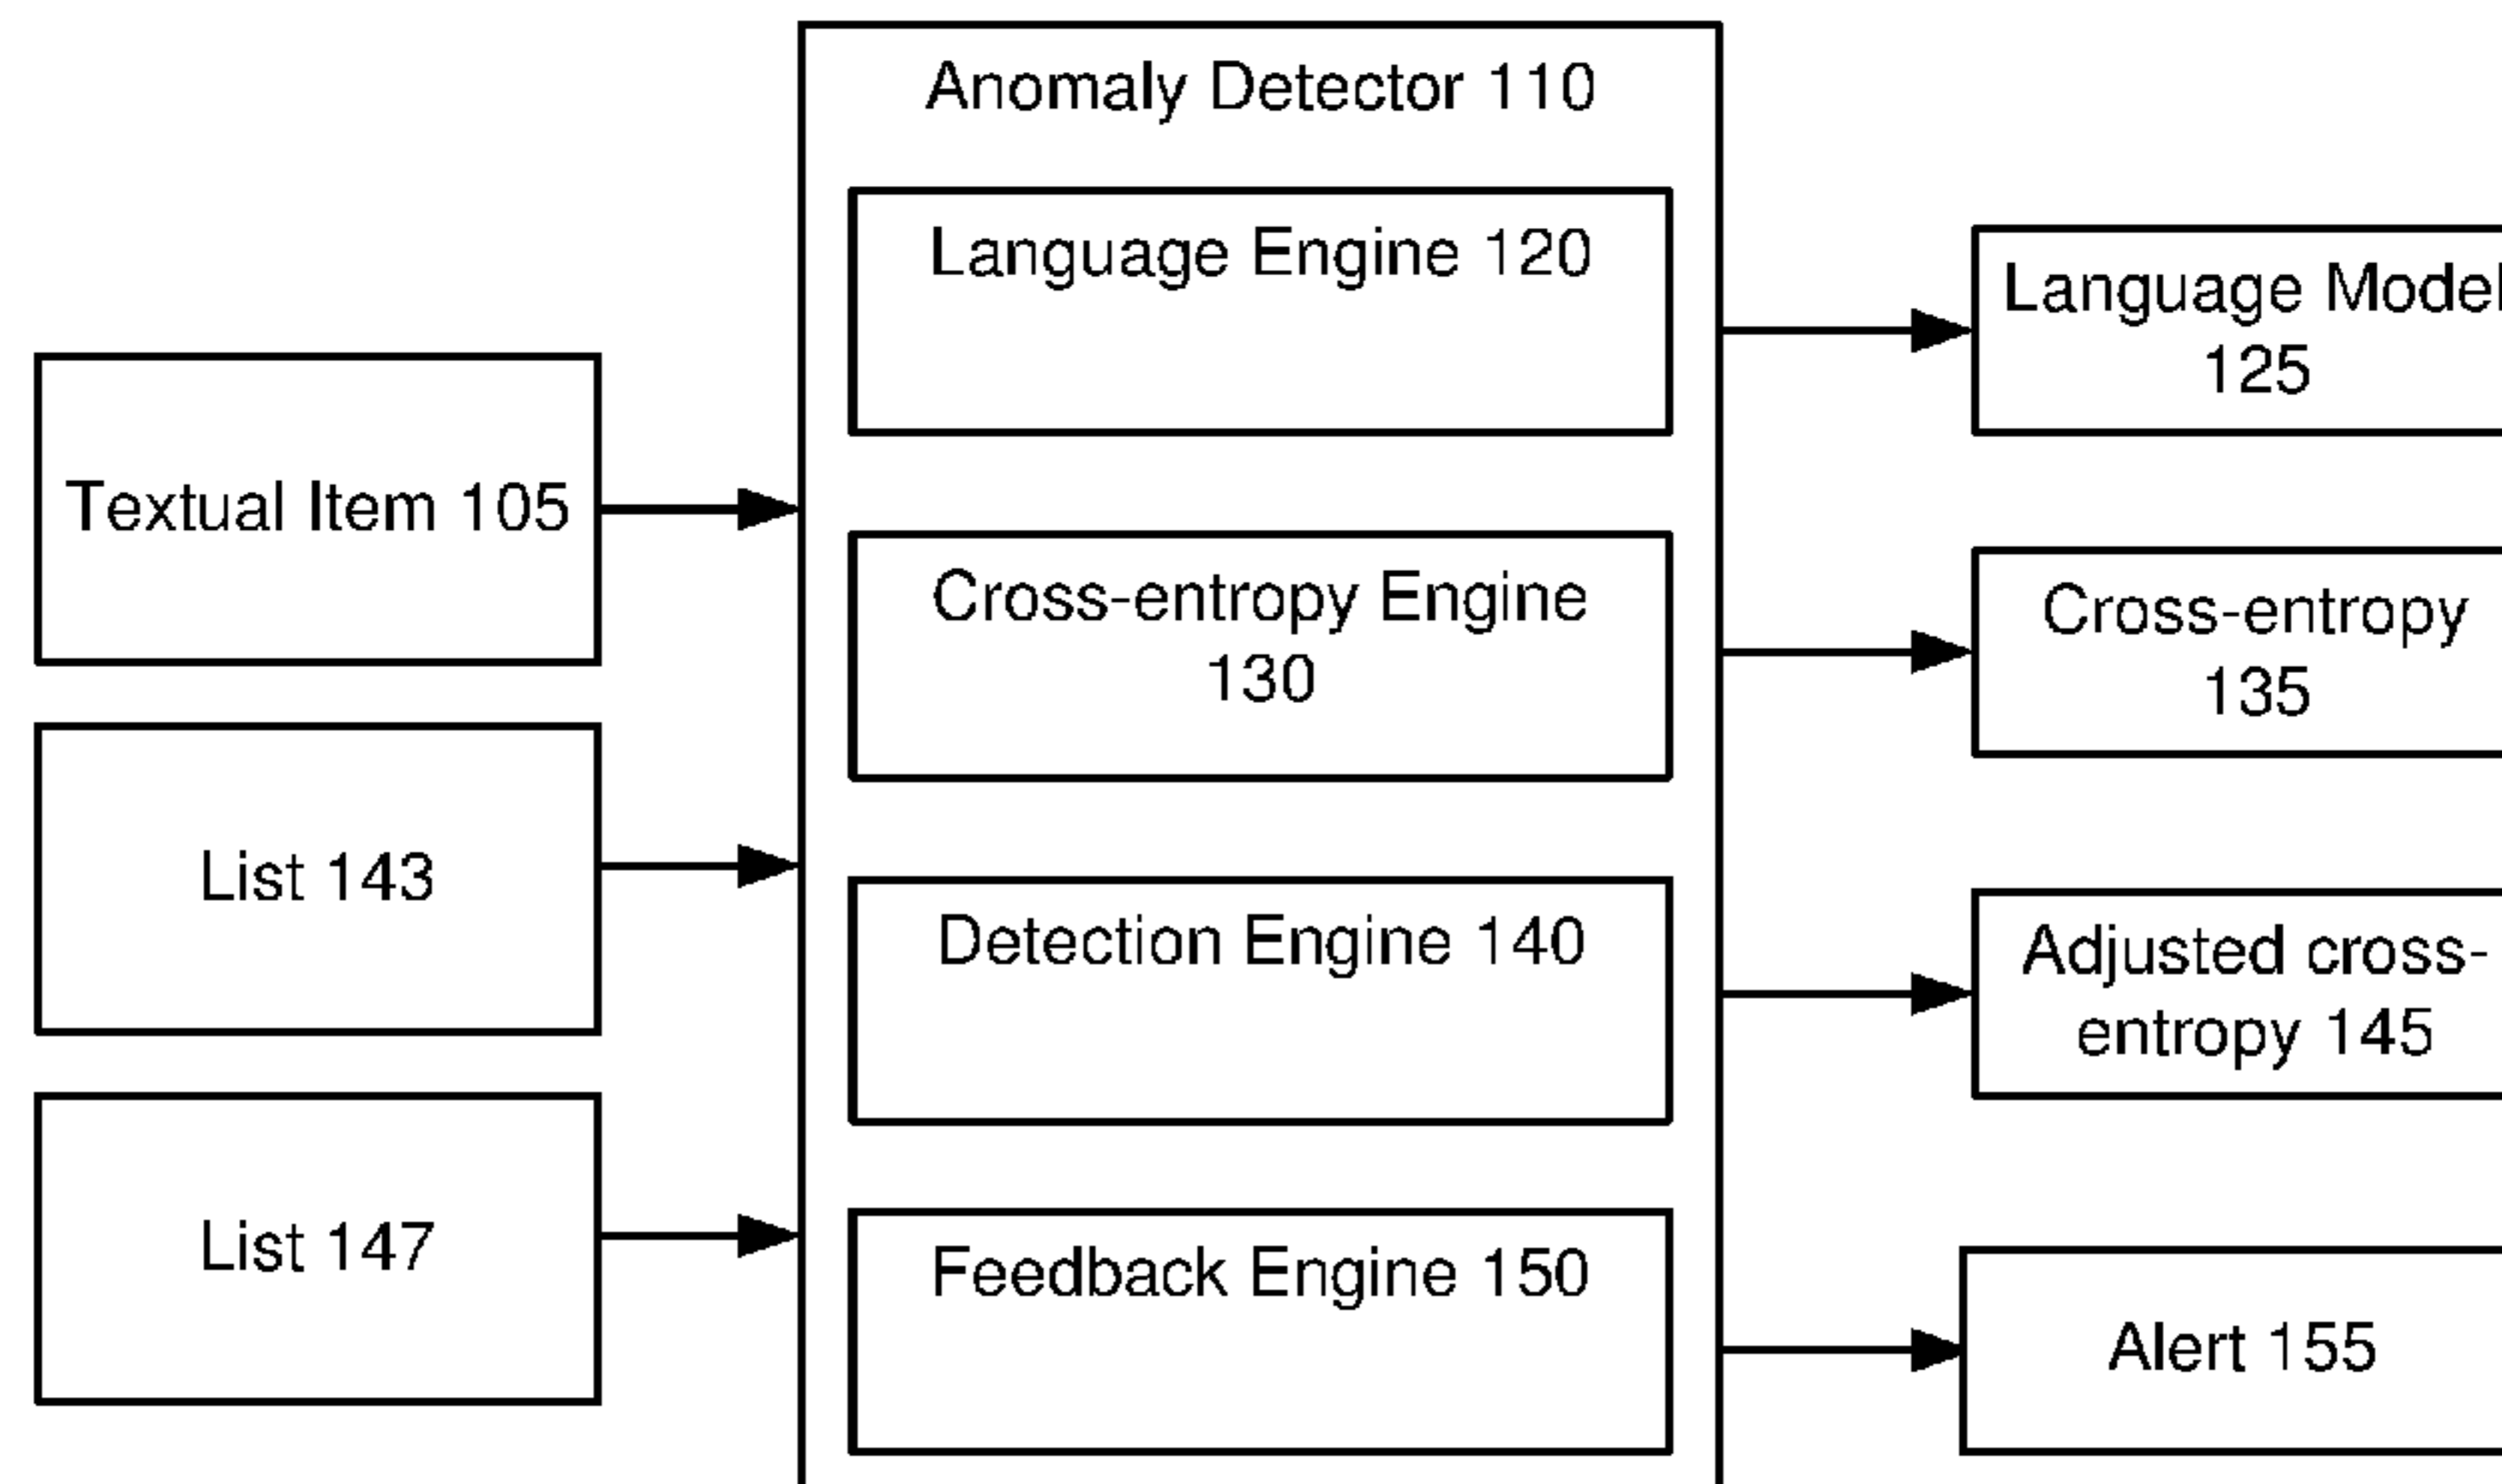 Anomaly Detector 110
Language Engine 120
Cross-entropy Engine
130
Detection Engine 140
Feedback Engine 150
Textual Item 105
List 143
List 147
Language Model
125
Cross-entropy
135
Adjusted cross-
entropy 145
Alert 155